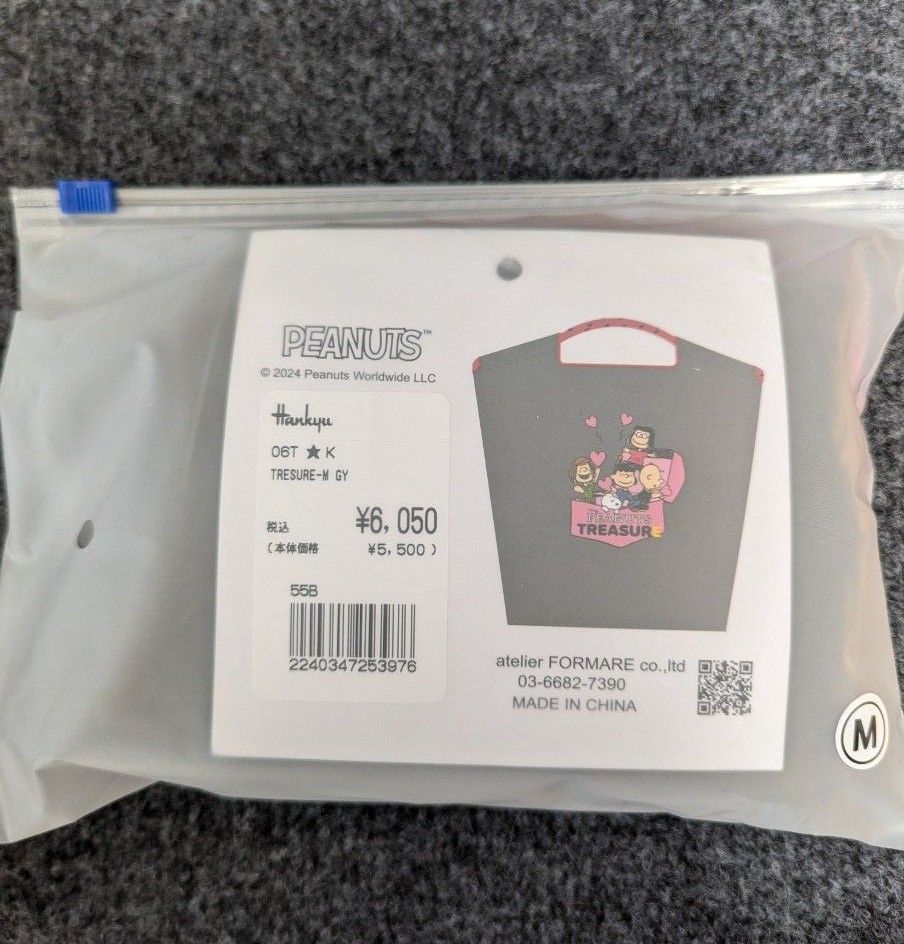 PEANUTS™
© 2024 Peanuts Worldwide LLC
Hankyu
06T ★ K
TRESURE-M GY
税込 ¥6,050
(本体価格 ¥5,500)
55B
2240347253976
PEANUTS
TREASURE
atelier FORMARE co.,ltd
03-6682-7390
MADE IN CHINA
M